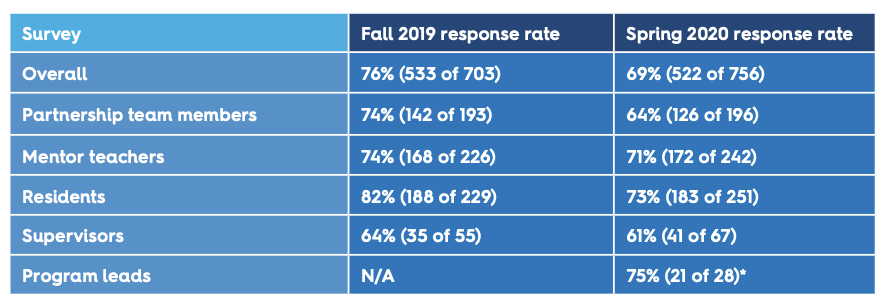 Survey Fall 2019 response rate Spring 2020 response rate
Overall 76% (533 of 703) 69% (522 of 756)
Partnership team members 74% (142 of 193) 64% (126 of 196)
Mentor teachers 74% (168 of 226) 71% (172 of 242)
Residents 82% (188 of 229) 73% (183 of 251)
Supervisors 64% (35 of 55) 61% (41 of 67)
Program leads N/A 75% (21 of 28)*